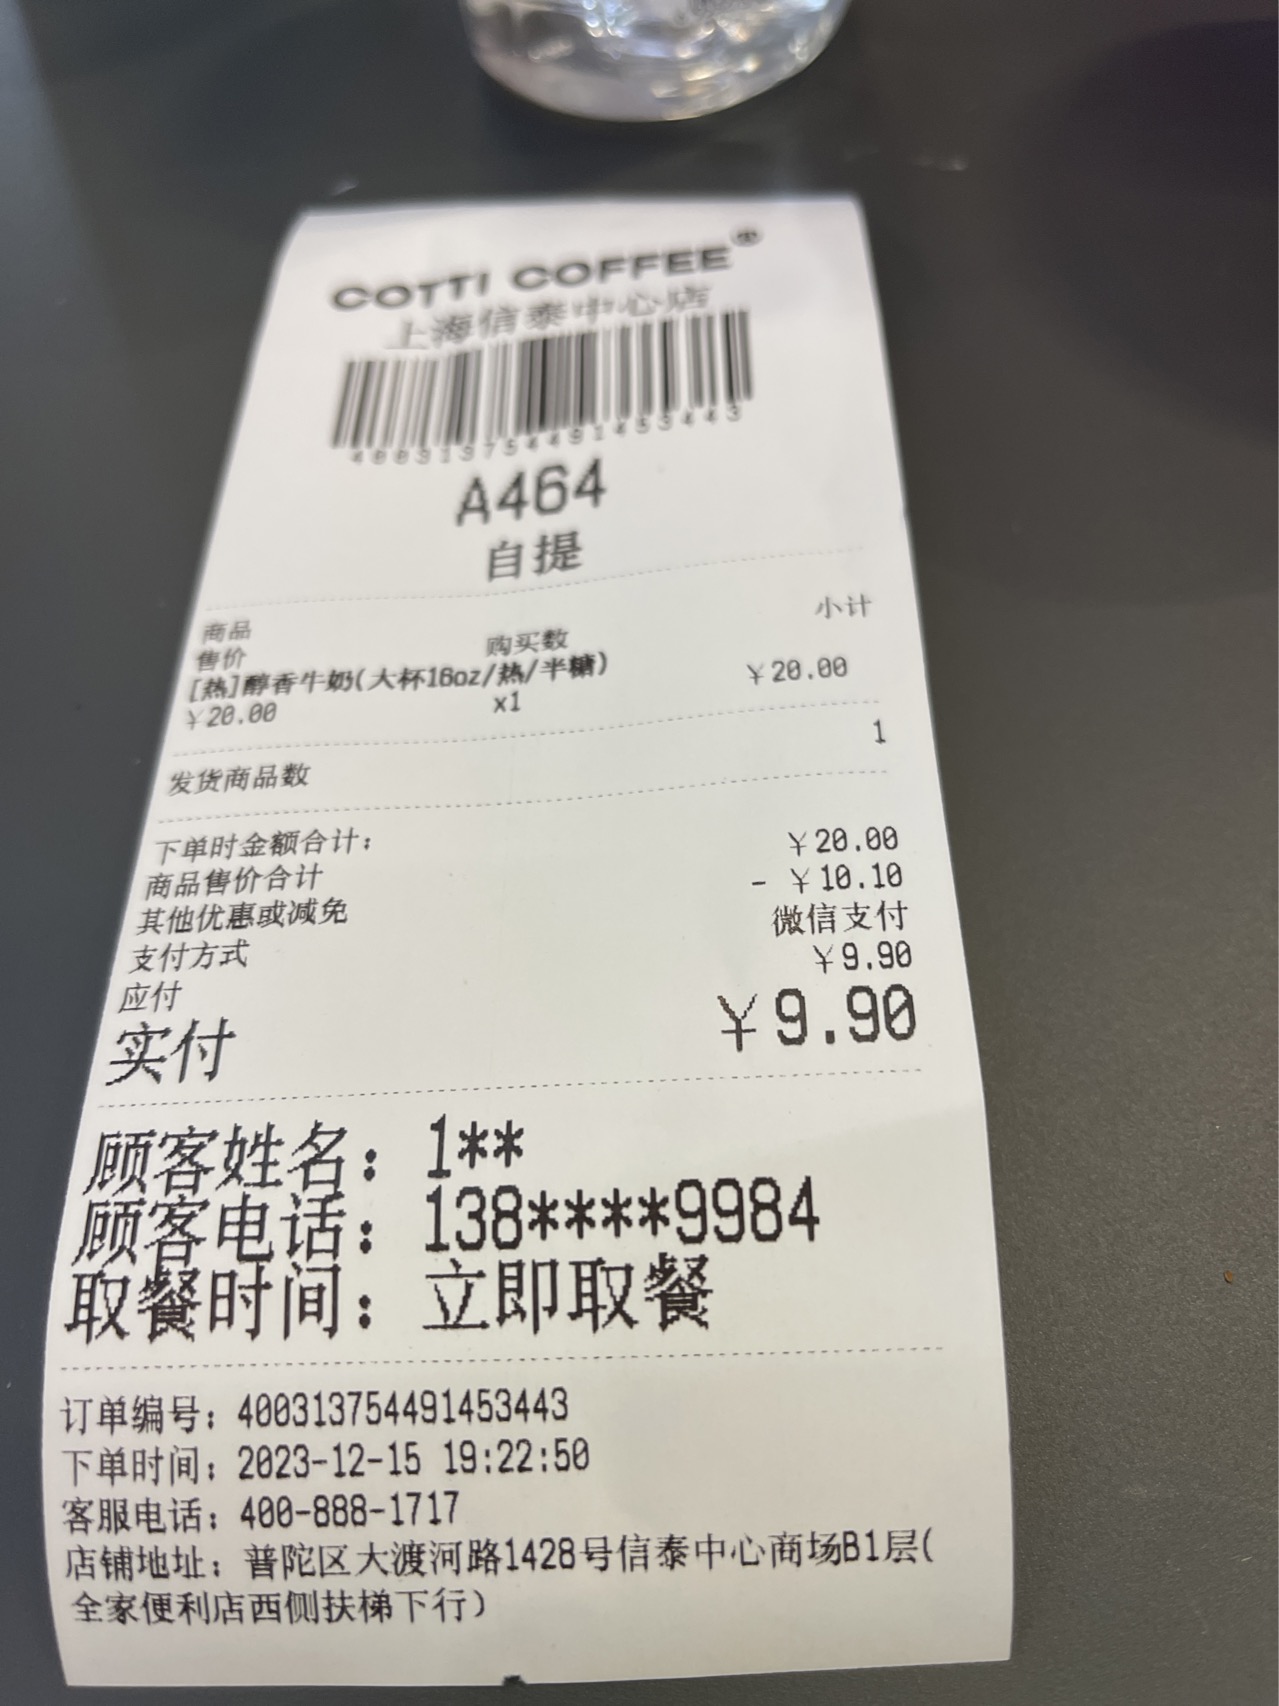 COTTI COFFEE®
上海信泰中心店
400313754491453443
A464
自提
商品 小计
售价 购买数
[热]醇香牛奶(大杯16oz/热/半糖) ￥20.00
￥20.00 x1
发货商品数 1
下单时金额合计:
商品售价合计 ￥20.00
其他优惠或减免 - ￥10.10
支付方式 微信支付
应付 ￥9.90
实付 ￥9.90
顾客姓名: 1**
顾客电话: 138****9984
取餐时间: 立即取餐
订单编号: 400313754491453443
下单时间: 2023-12-15 19:22:50
客服电话: 400-888-1717
店铺地址: 普陀区大渡河路1428号信泰中心商场B1层(
全家便利店西侧扶梯下行)